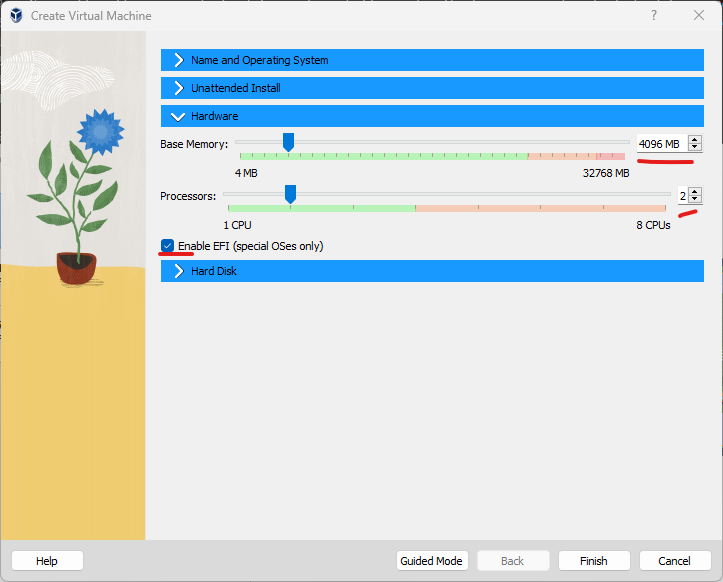 Create Virtual Machine
?
Name and Operating System
Unattended Install
Hardware
Base Memory:
4096 MB
4 MB
32768 MB
Processors:
2
1 CPU
8 CPUs
Enable EFI (special OSes only)
Hard Disk
Help
Guided Mode
Back
Finish
Cancel